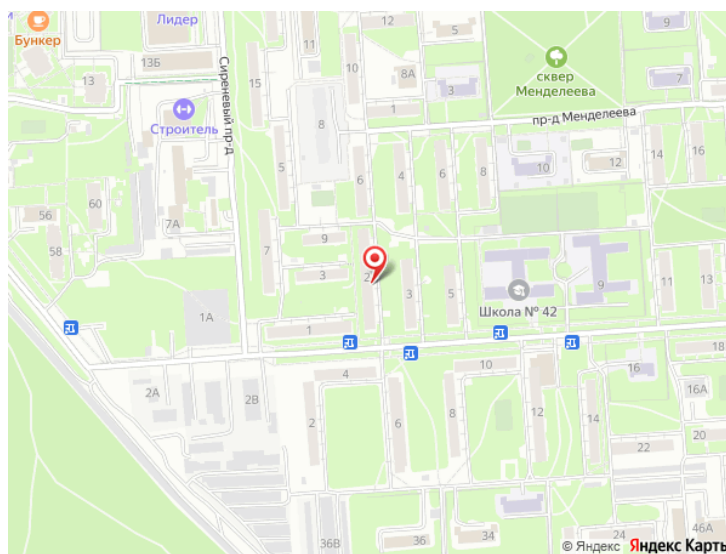 Лидер
Бункер
13Б
13
15
11
12
10
5
9
8А
3
7
сквер
Менделеева
1
пр-д Менделеева
Строитель
Сиреневый пр-д
8
5
6
4
6
8
10
12
14
16
60
56
7А
58
7
9
3
2
3
5
9
11
13
Школа № 42
1А
1
18
2А
2В
4
2
6
8
10
12
14
16
16А
20
22
36В
36
34
24
46А
© Яндекс Яндекс Карты